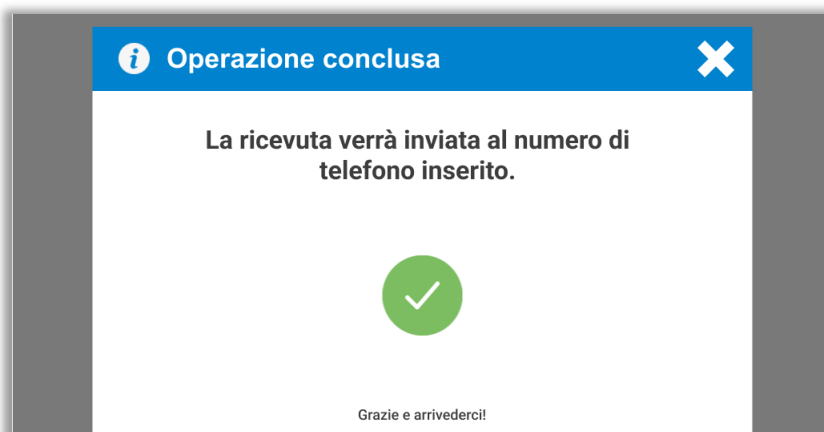 Operazione conclusa
La ricevuta verrà inviata al numero di
telefono inserito.
Grazie e arrivederci!